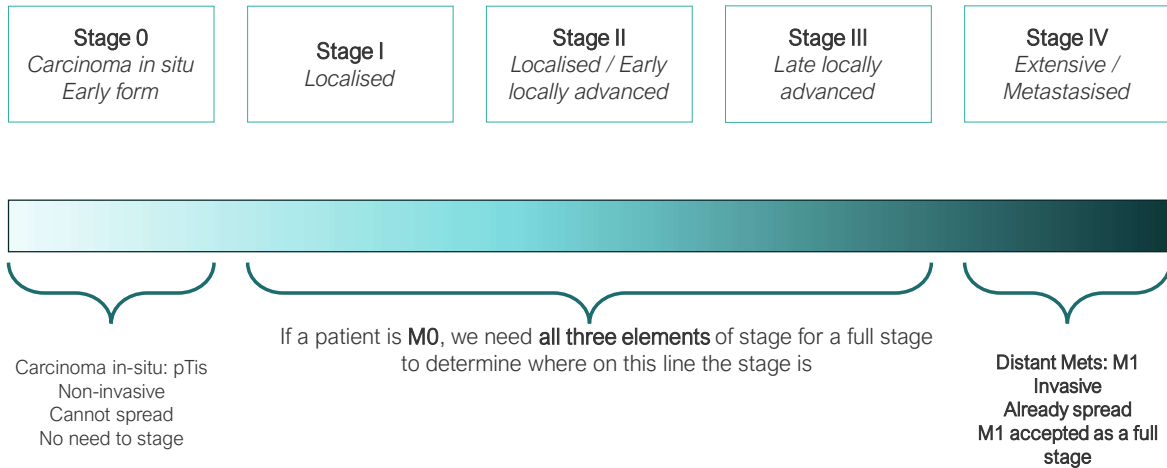 Stage 0
Carcinoma in situ
Early form
Stage I
Localised
Stage II
Localised / Early
locally advanced
Stage III
Late locally
advanced
Stage IV
Extensive /
Metastasised
Carcinoma in-situ: pTis
Non-invasive
Cannot spread
No need to stage
If a patient is M0, we need all three elements of stage for a full stage
to determine where on this line the stage is
Distant Mets: M1
Invasive
Already spread
M1 accepted as a full
stage